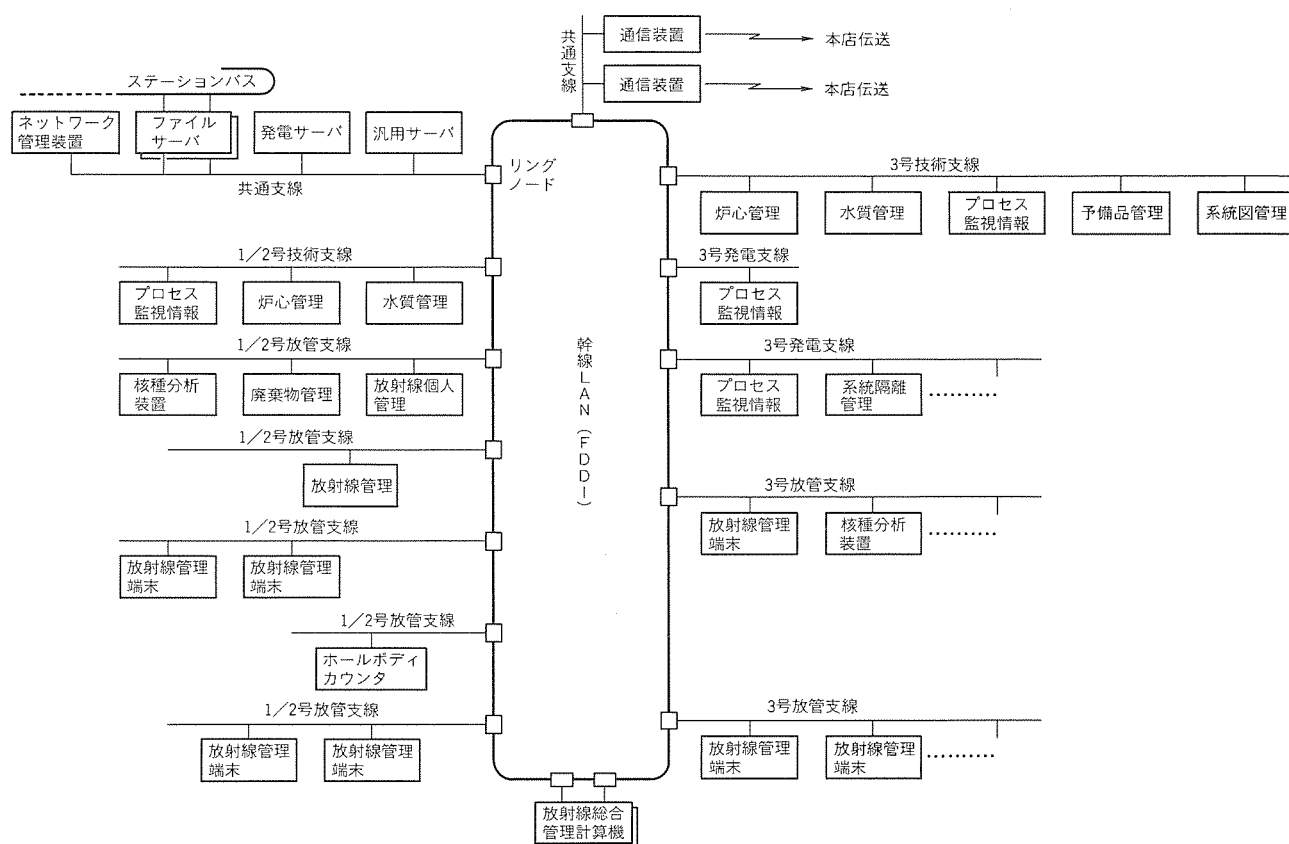 共通支線
通信装置
本店伝送
通信装置
本店伝送
ステーションバス
ネットワーク
管理装置
ファイル
サーバ
発電サーバ
汎用サーバ
共通支線
リング
ノード
3号技術支線
炉心管理
水質管理
プロセス
監視情報
予備品管理
系統図管理
1／2号技術支線
プロセス
監視情報
炉心管理
水質管理
3号発電支線
プロセス
監視情報
幹線LAN（FDDI）
1／2号放管支線
核種分析
装置
廃棄物管理
放射線個人
管理
3号発電支線
プロセス
監視情報
系統隔離
管理
‥‥‥‥‥
1／2号放管支線
放射線管理
3号放管支線
放射線管理
端末
核種分析
装置
‥‥‥‥‥
1／2号放管支線
放射線管理
端末
放射線管理
端末
1／2号放管支線
ホールボディ
カウンタ
1／2号放管支線
放射線管理
端末
放射線管理
端末
3号放管支線
放射線管理
端末
放射線管理
端末
‥‥‥‥‥
放射線総合
管理計算機